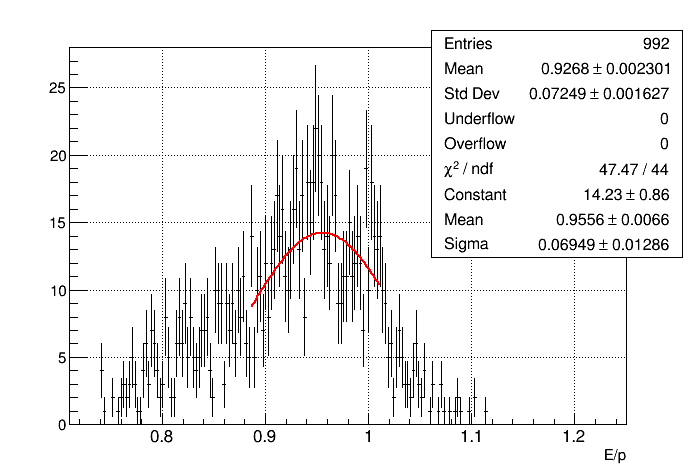 Entries 992
Mean 0.9268 ± 0.002301
Std Dev 0.07249 ± 0.001627
Underflow 0
Overflow 0
χ² / ndf 47.47 / 44
Constant 14.23 ± 0.86
Mean 0.9556 ± 0.0066
Sigma 0.06949 ± 0.01286
25
20
15
10
5
0
0.8 0.9 1 1.1 1.2
E/p